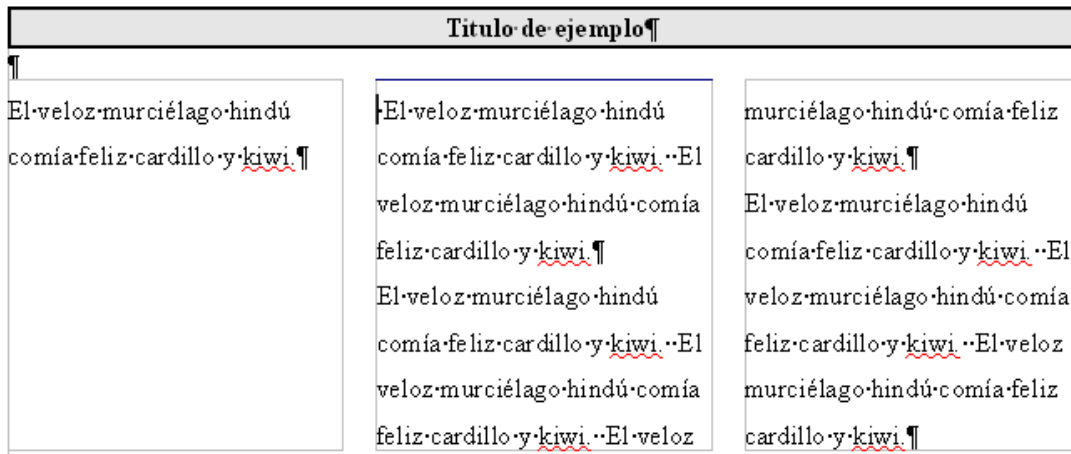 Titulo de ejemplo¶
¶
El veloz murciélago hindú
comía feliz cardillo y kiwi.¶
El veloz murciélago hindú
comía feliz cardillo y kiwi.  El
veloz murciélago hindú comía
feliz cardillo y kiwi.¶
El veloz murciélago hindú
comía feliz cardillo y kiwi.  El
veloz murciélago hindú comía
feliz cardillo y kiwi.  El veloz
murciélago hindú comía feliz
cardillo y kiwi.¶
El veloz murciélago hindú
comía feliz cardillo y kiwi.  El
veloz murciélago hindú comía
feliz cardillo y kiwi.  El veloz
murciélago hindú comía feliz
cardillo y kiwi.¶